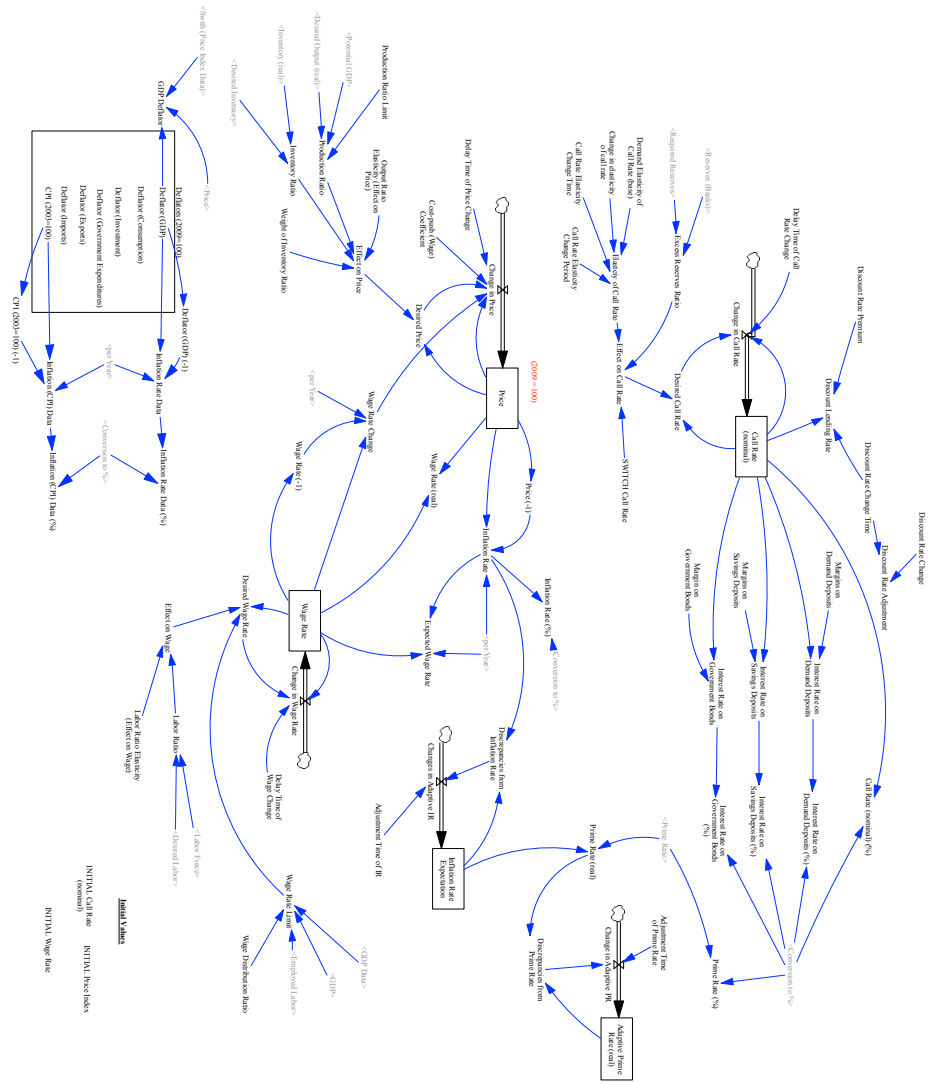 Discount Rate Change
Discount Rate Adjustment
Discount Rate Change Time
Discount Rate Premium
Discount Lending
Rate
Call Rate (nominal) (%)
Delay Time of Call
Rate Change
Margins on
Demand Deposits
Interest Rate on
Demand Deposits
Interest Rate on
Demand Deposits (%)
<Conversion to %>
Change in Call Rate
Call Rate
(nominal)
Margins on
Savings Deposits
Interest Rate on
Savings Deposits
Interest Rate on
Savings Deposits (%)
<Reserves (Banks)>
<Required Reserves>
Excess Reserves Ratio
Desired Call Rate
Margin on
Government Bonds
Interest Rate on
Government Bonds
Interest Rate on
Government Bonds
(%)
Prime Rate (%)
Demand Elasticity of
Call Rate (base)
Change in elasticity
of call rate
Elasticiy of Call Rate
Effect on Call Rate
SWITCH Call Rate
Call Rate Elasticity
Change Time
Call Rate Elasticity
Change Period
<Prime Rate>
Adjustment Time
of Prime Rate
Change in Adaptive PR
Adaptive Prime
Rate (real)
Prime Rate (real)
Discrepancies from
Prime Rate
<Conversion to %>
Inflation Rate (%)
(2009 = 100)
Price
Price (-1)
Inflation Rate
<per Year>
Discrepancies from
Inflation Rate
Change in Price
Delay Time of Price Change
Cost-push (Wage)
Coefficient
Changes in Adaptive IR
Inflation Rate
Expectation
Adjustment Time of IR
Desired Price
Wage Rate (real)
Expected Wage Rate
Production Ratio Limit
Output Ratio
Elasticity (Effect on
Price)
Effect on Price
Wage Rate
Change
<per Year>
<Potential GDP>
<Desired Output (real)>
Production Ratio
<Inventory (real)>
Inventory Ratio
<Desired Inventory>
Weight of Inventory
Ratio
Wage Rate (-1)
Wage Rate
Change in Wage Rate
Delay Time of
Wage Change
Desired Wage
Rate
<GDP Data>
<GDP>
<Employed Labor>
Wage Rate
Limit
Wage Distribution Ratio
Effect on Wage
Labor Ratio
<Labor Force>
<Desired Labor>
Labor Ratio Elasticity
(Effect on Wage)
<Swith (Price Index Data)>
<Price>
GDP Deflator
Deflators (2009=100)
Deflator (GDP)
Deflator (Consumption)
Deflator (Investment)
Deflator (Government Expenditures)
Deflator (Exports)
Deflator (Imports)
CPI (2003=100)
Deflator (GDP) (-1)
Inflation Rate Data
Inflation Rate Data (%)
<per Year>
<Conversion to %>
CPI (2003=100) (-1)
Inflation (CPI) Data
Inflation (CPI) Data (%)
Initial Values
INITIAL Call Rate
(nominal)
INITIAL Price Index
INITIAL Wage Rate